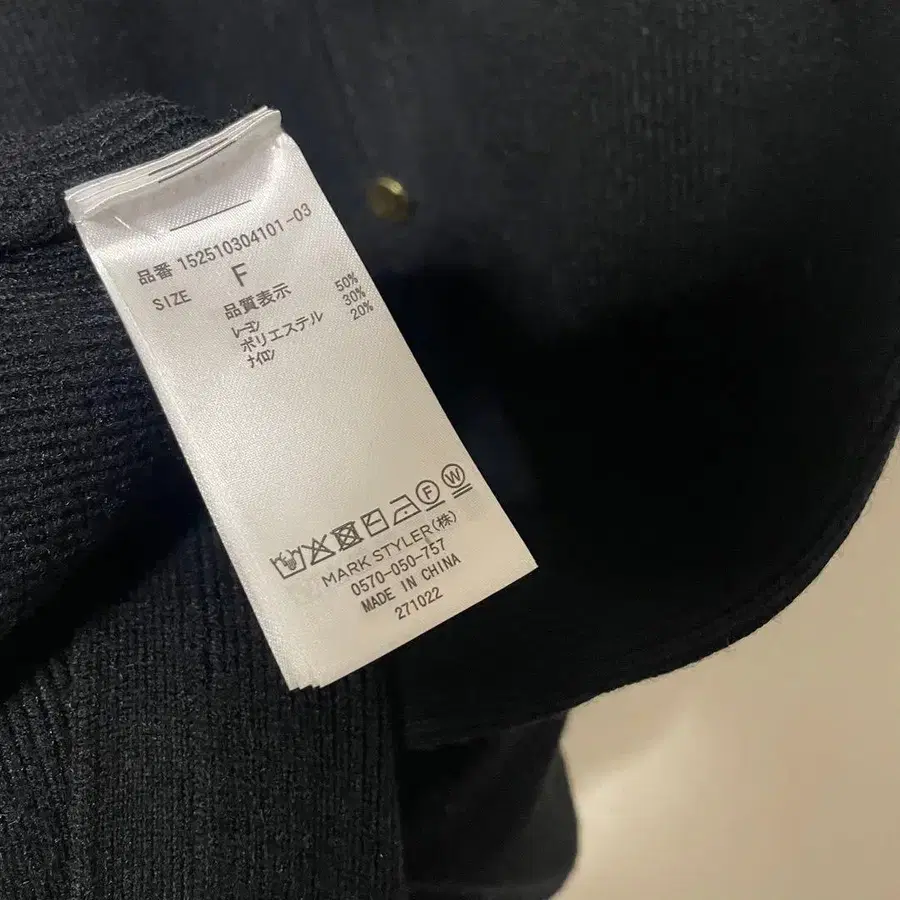 品番 152510304101-03
SIZE F
品質表示
ﾚｰﾖﾝ 50%
ポリエステル 30%
ﾅｲﾛﾝ 20%
F W
MARK STYLER(株)
0570-050-757
MADE IN CHINA
271022